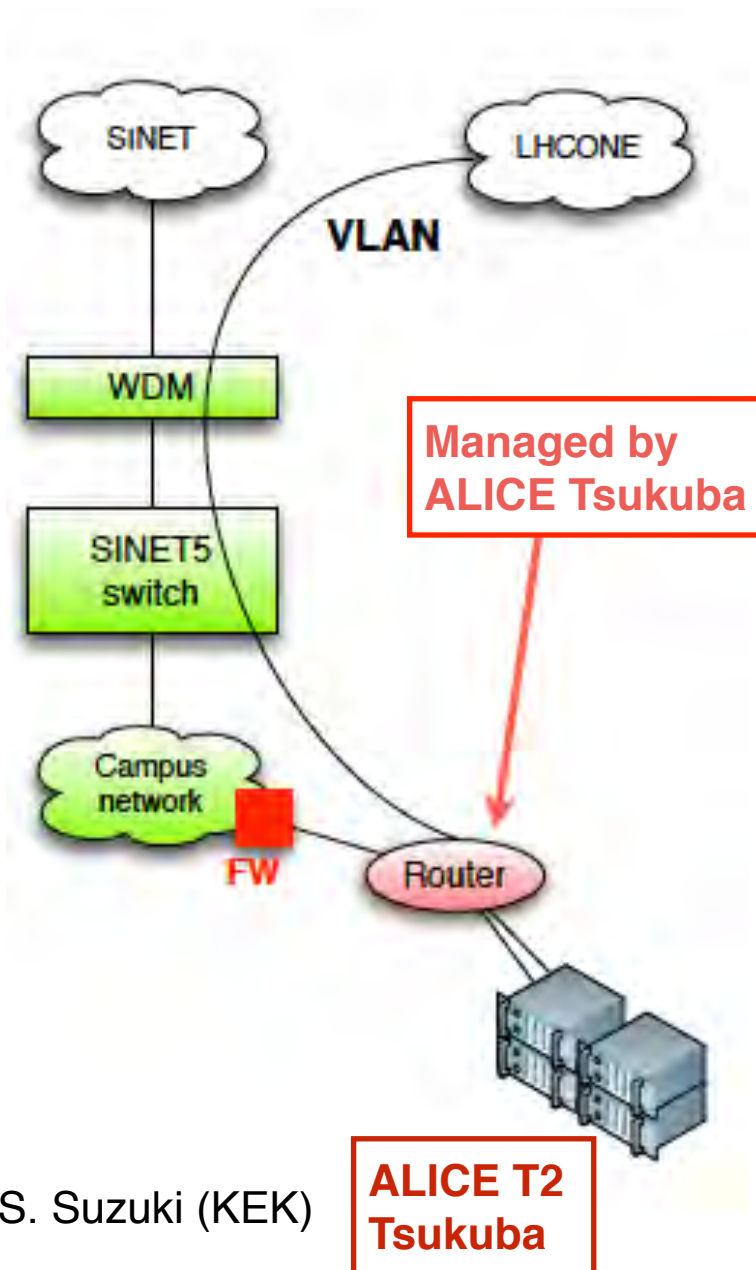 SINET
LHCONE
VLAN
WDM
Managed by
ALICE Tsukuba
SINET5
switch
Campus
network
FW
Router
S. Suzuki (KEK)
ALICE T2
Tsukuba